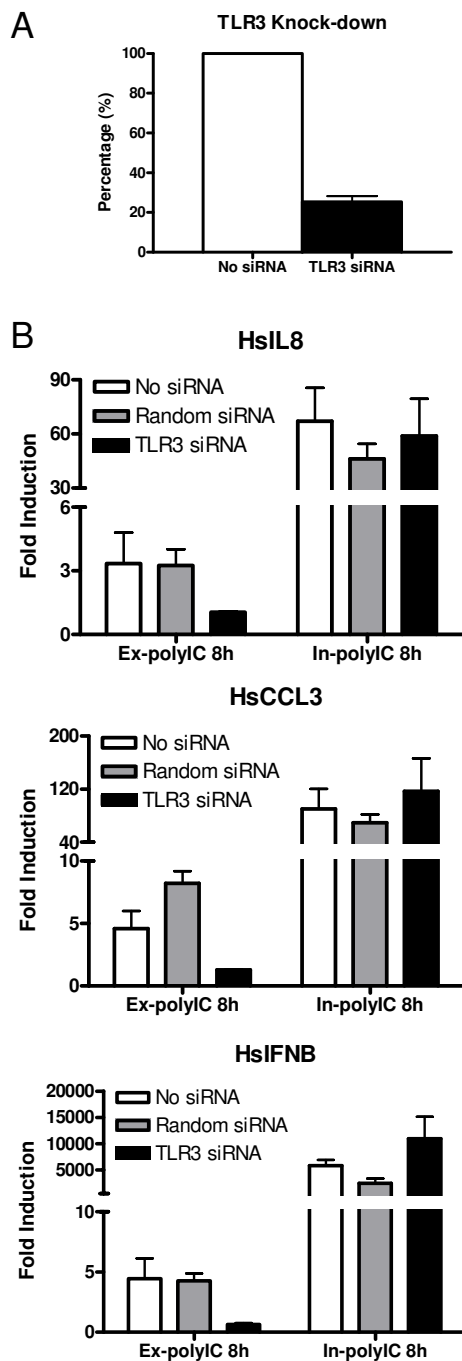 A
TLR3 Knock-down
Percentage (%)
100
80
60
40
20
0
No siRNA TLR3 siRNA
B
HsIL8
Fold Induction
90
60
30
6
3
0
No siRNA
Random siRNA
TLR3 siRNA
Ex-polyIC 8h In-polyIC 8h
HsCCL3
Fold Induction
200
120
40
10
5
0
No siRNA
Random siRNA
TLR3 siRNA
Ex-polyIC 8h In-polyIC 8h
HsIFNB
Fold Induction
20000
15000
10000
5000
10
5
0
No siRNA
Random siRNA
TLR3 siRNA
Ex-polyIC 8h In-polyIC 8h